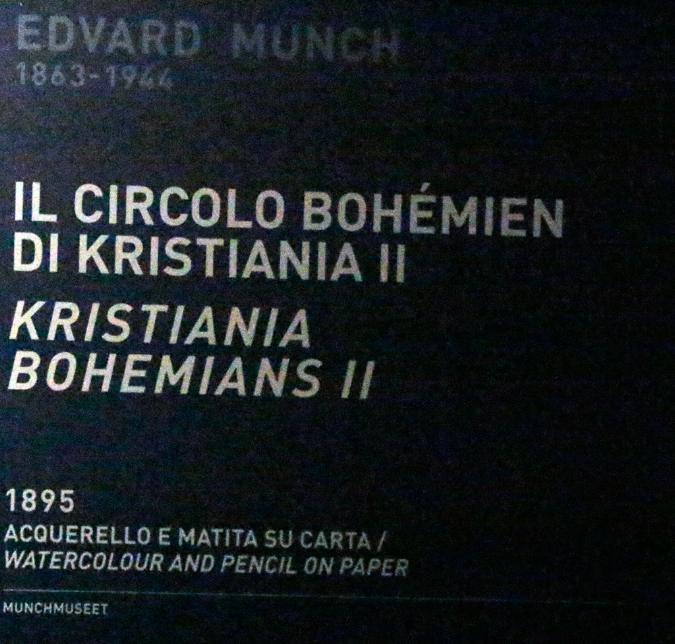 EDVARD MUNCH
1863-1944
IL CIRCOLO BOHÉMIEN
DI KRISTIANIA II
KRISTIANIA
BOHEMIANS II
1895
ACQUERELLO E MATITA SU CARTA /
WATERCOLOUR AND PENCIL ON PAPER
MUNCHMUSEET